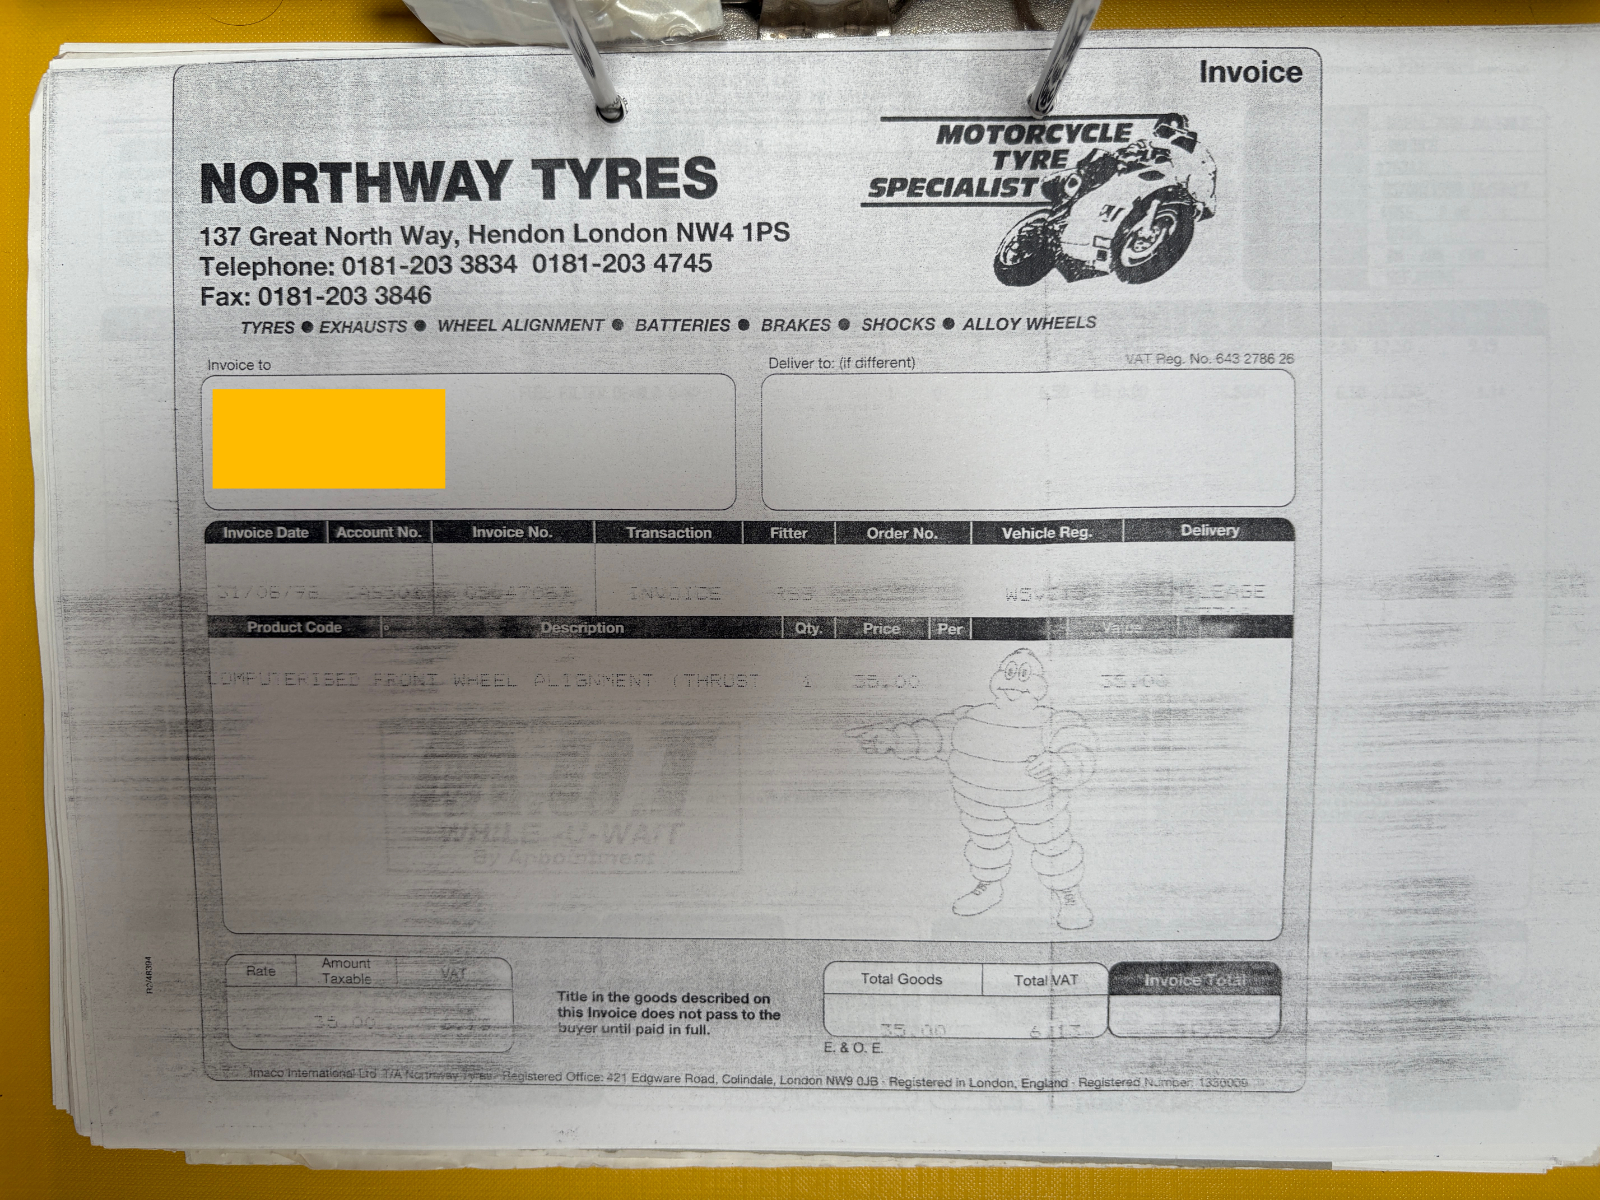 Invoice
MOTORCYCLE
TYRE
SPECIALIST
NORTHWAY TYRES
137 Great North Way, Hendon London NW4 1PS
Telephone: 0181-203 3834 0181-203 4745
Fax: 0181-203 3846
TYRES ● EXHAUSTS ● WHEEL ALIGNMENT ● BATTERIES ● BRAKES ● SHOCKS ● ALLOY WHEELS
Invoice to
Deliver to: (if different)
VAT Reg. No. 643 2786 26
Invoice Date Account No. Invoice No. Transaction Fitter Order No. Vehicle Reg. Delivery
INVOICE
Product Code Description Qty. Price Per Value
COMPUTERISED FRONT WHEEL ALIGNMENT (THRUST 1 35.00 35.00
M.O.T
WHILE-U-WAIT
By Appointment
Rate Amount Taxable VAT
35.00
Title in the goods described on
this Invoice does not pass to the
buyer until paid in full.
Total Goods Total VAT Invoice Total
35.00 6.13
E. & O. E.
Imaco International Ltd T/A Northway Tyres · Registered Office: 421 Edgware Road, Colindale, London NW9 0JB · Registered in London, England · Registered Number: